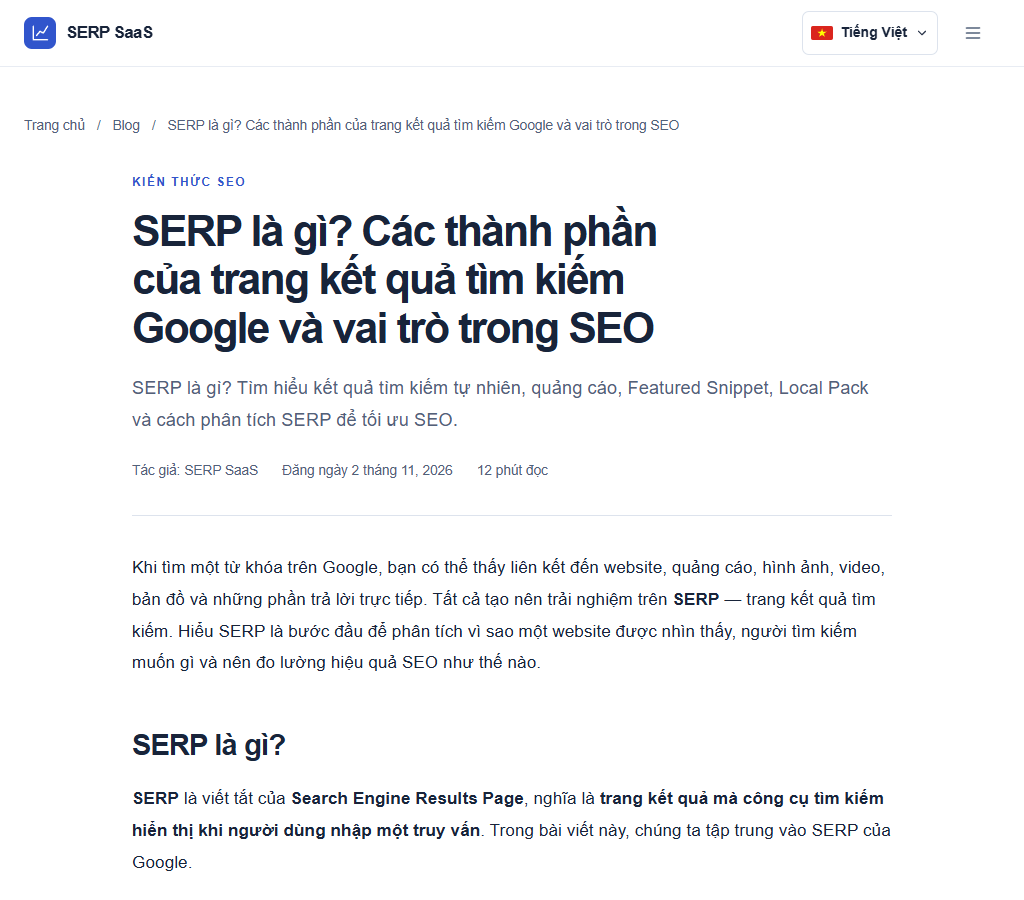 SERP SaaS
Tiếng Việt
Trang chủ / Blog / SERP là gì? Các thành phần của trang kết quả tìm kiếm Google và vai trò trong SEO
KIẾN THỨC SEO
SERP là gì? Các thành phần
của trang kết quả tìm kiếm
Google và vai trò trong SEO
SERP là gì? Tìm hiểu kết quả tìm kiếm tự nhiên, quảng cáo, Featured Snippet, Local Pack
và cách phân tích SERP để tối ưu SEO.
Tác giả: SERP SaaS Đăng ngày 2 tháng 11, 2026 12 phút đọc
Khi tìm một từ khóa trên Google, bạn có thể thấy liên kết đến website, quảng cáo, hình ảnh, video,
bản đồ và những phần trả lời trực tiếp. Tất cả tạo nên trải nghiệm trên SERP — trang kết quả tìm
kiếm. Hiểu SERP là bước đầu để phân tích vì sao một website được nhìn thấy, người tìm kiếm
muốn gì và nên đo lường hiệu quả SEO như thế nào.
SERP là gì?
SERP là viết tắt của Search Engine Results Page, nghĩa là trang kết quả mà công cụ tìm kiếm
hiển thị khi người dùng nhập một truy vấn. Trong bài viết này, chúng ta tập trung vào SERP của
Google.